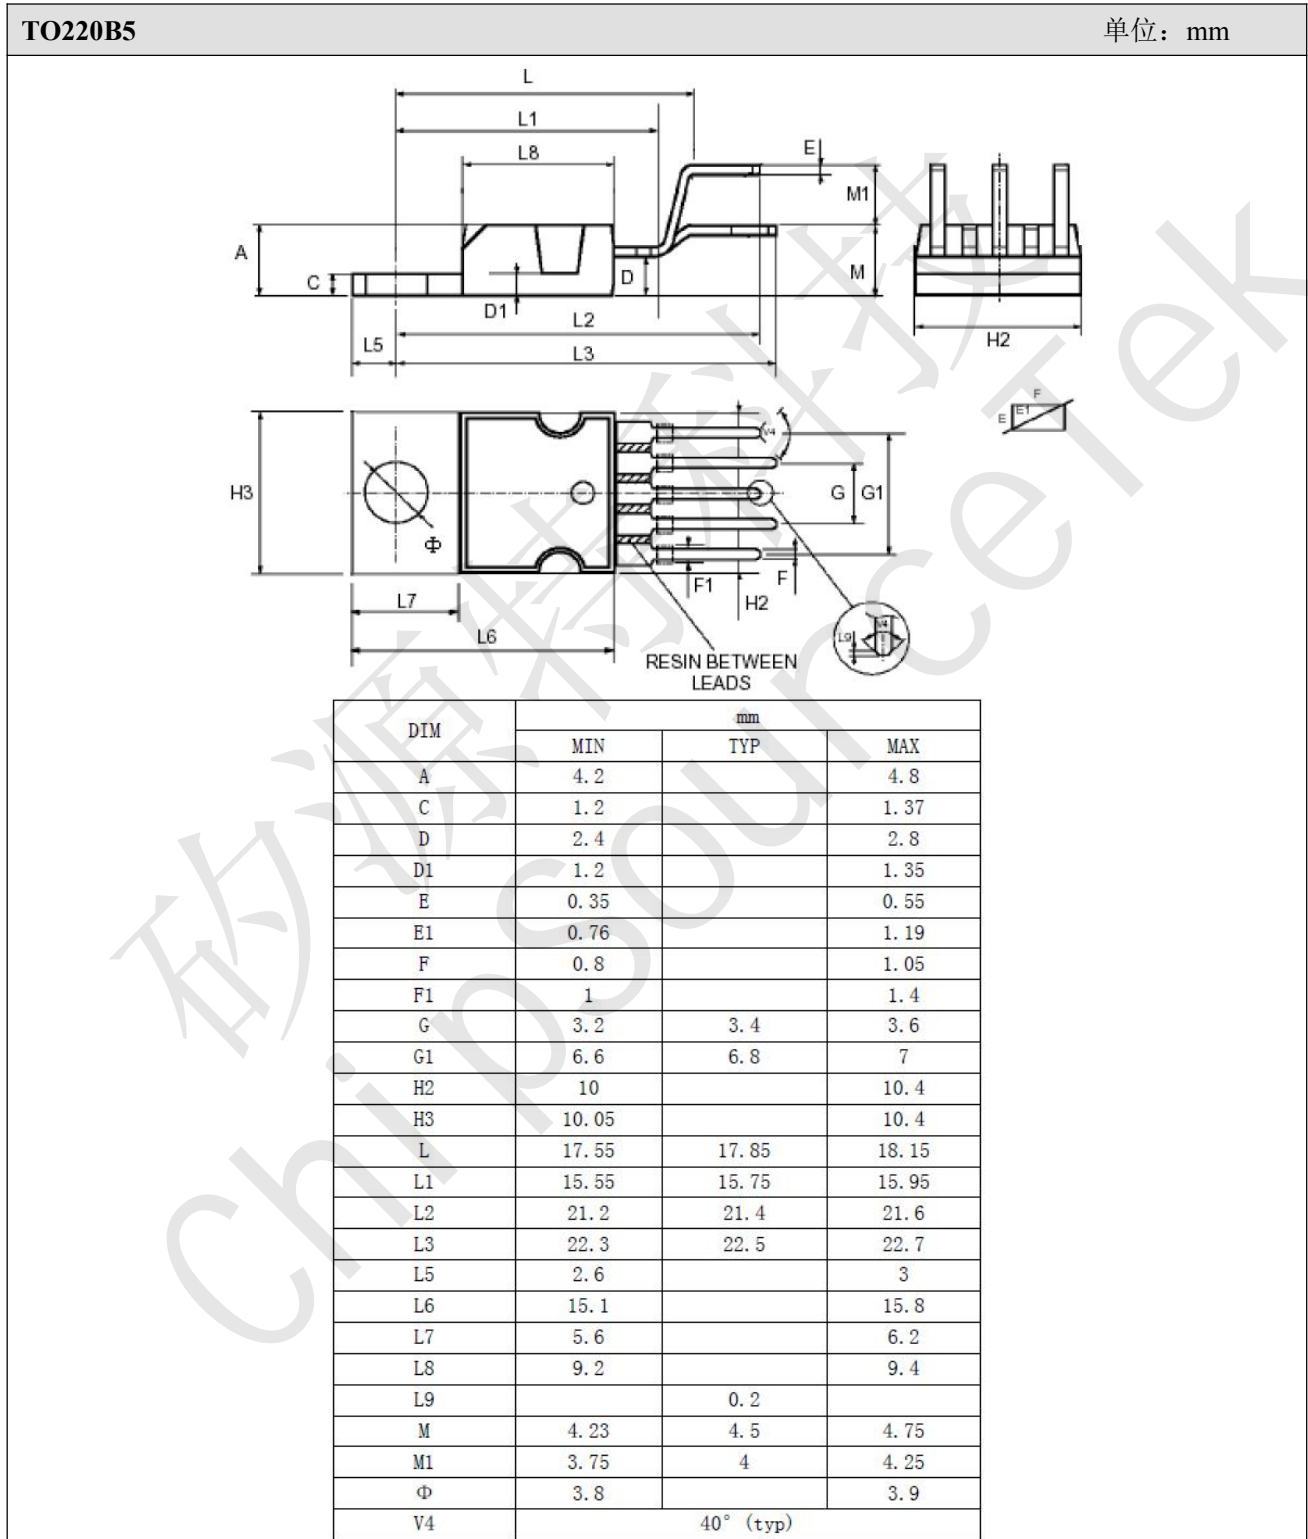 TO220B5 单位：mm
L
L1
L8
E
M1
A
C
D
M
D1
L2
L5
L3
H2
F
E E1
V4
H3
G G1
Φ
F1
F
H2
L7
L6
V4
L9
RESIN BETWEEN
LEADS
DIM mm
MIN TYP MAX
A 4.2 4.8
C 1.2 1.37
D 2.4 2.8
D1 1.2 1.35
E 0.35 0.55
E1 0.76 1.19
F 0.8 1.05
F1 1 1.4
G 3.2 3.4 3.6
G1 6.6 6.8 7
H2 10 10.4
H3 10.05 10.4
L 17.55 17.85 18.15
L1 15.55 15.75 15.95
L2 21.2 21.4 21.6
L3 22.3 22.5 22.7
L5 2.6 3
L6 15.1 15.8
L7 5.6 6.2
L8 9.2 9.4
L9 0.2
M 4.23 4.5 4.75
M1 3.75 4 4.25
Φ 3.8 3.9
V4 40° (typ)
矽源特科技
ChipSourceTek